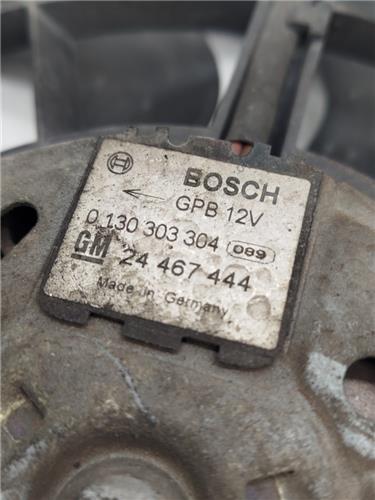 BOSCH
GPB 12V
0 130 303 304 089
GM 24 467 444
Made in Germany